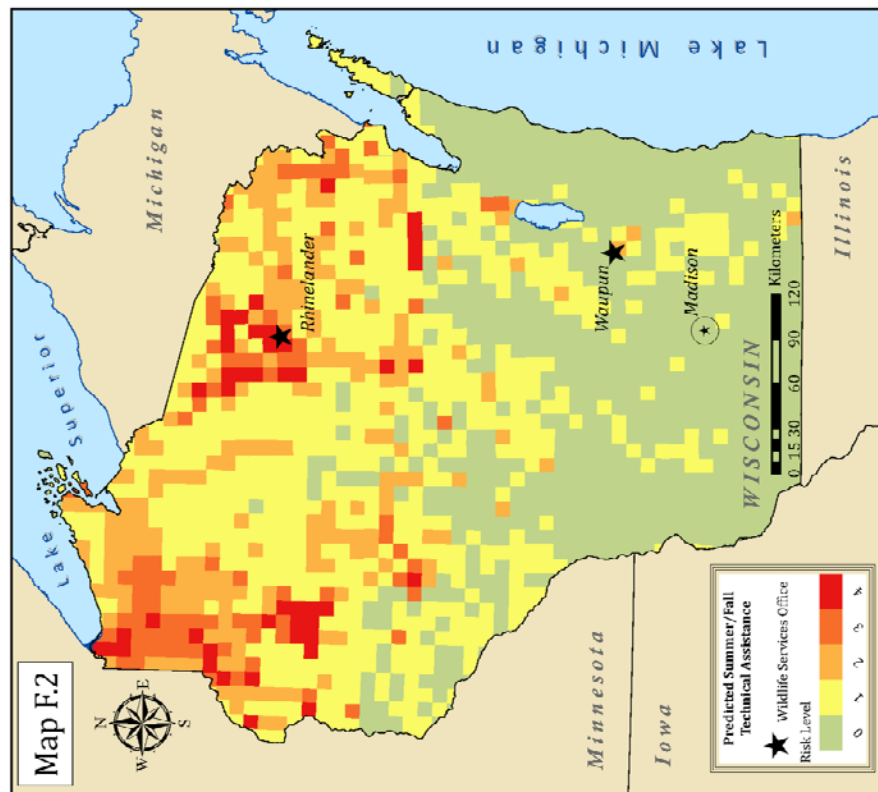 Map F.2
N
W
E
S
Lake Superior
Michigan
Lake Michigan
Rhinelander
Waupun
Madison
WISCONSIN
Minnesota
Iowa
Illinois
0 15 30 60 90 120
Kilometers
Predicted Summer/Fall
Technical Assistance
Wildlife Services Office
Risk Level
0 1 2 3 4